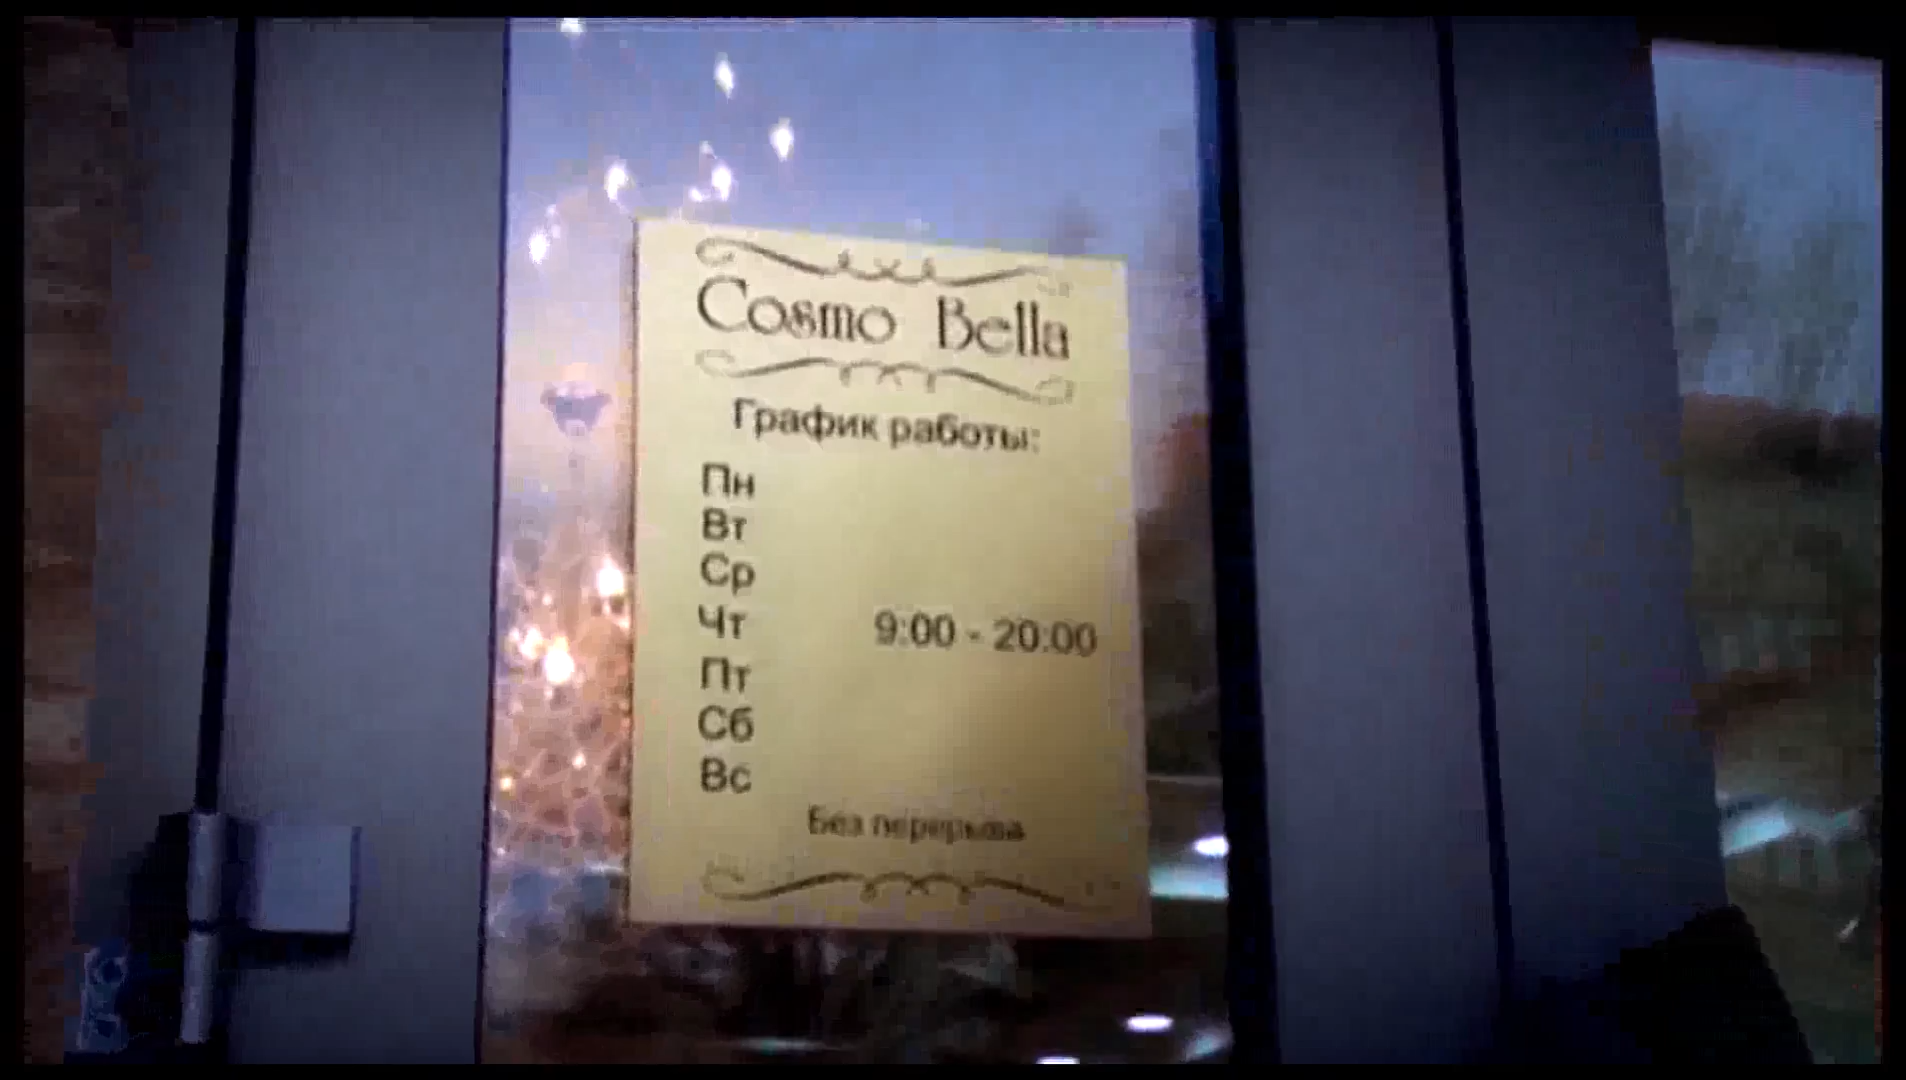 Cosmo Bella
График работы:
Пн
Вт
Ср
Чт 9:00 - 20:00
Пт
Сб
Вс
Без перерыва